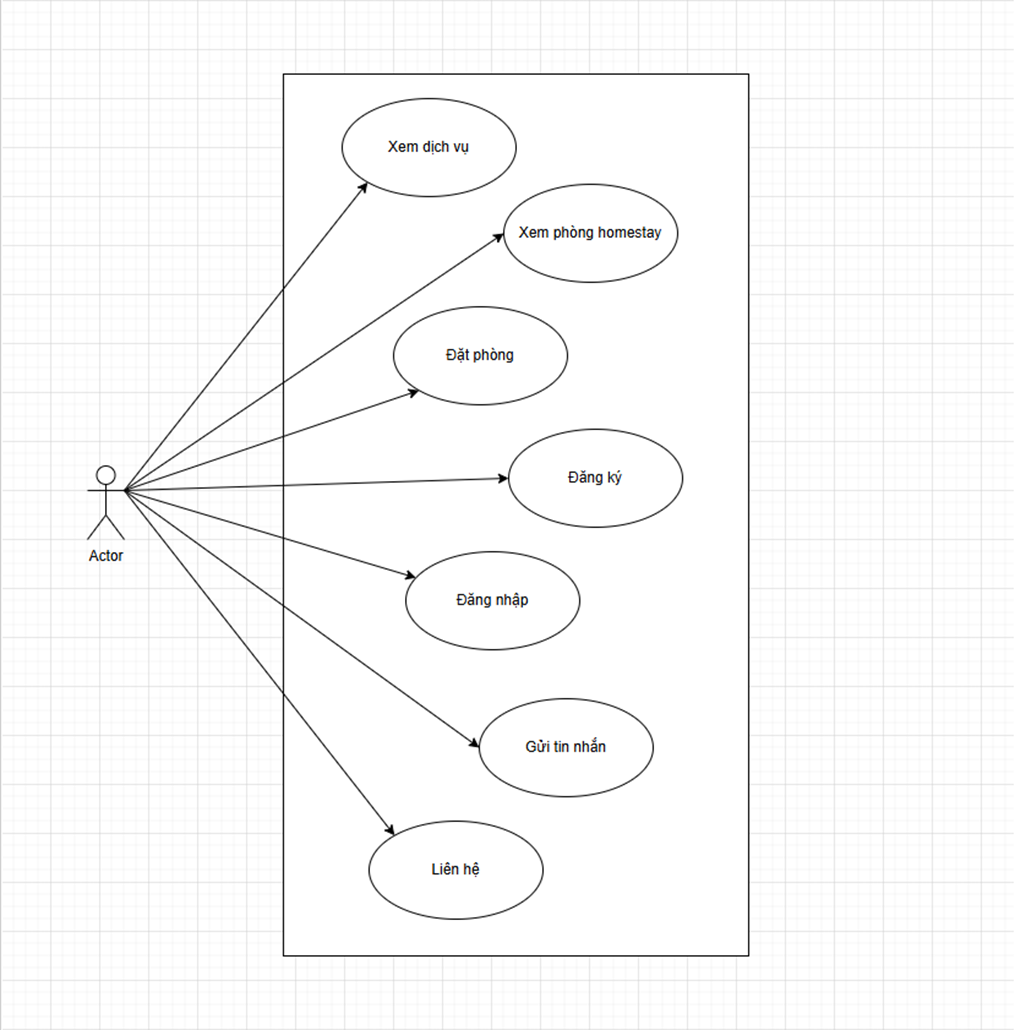 Xem dịch vụ
Xem phòng homestay
Đặt phòng
Đăng ký
Actor
Đăng nhập
Gửi tin nhắn
Liên hệ